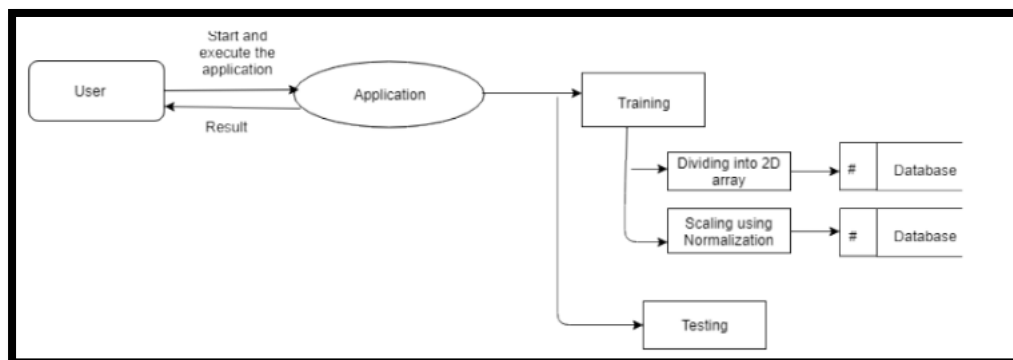 Start and
execute the
application
User
Application
Result
Training
Dividing into 2D
array
#
Database
Scaling using
Normalization
#
Database
Testing